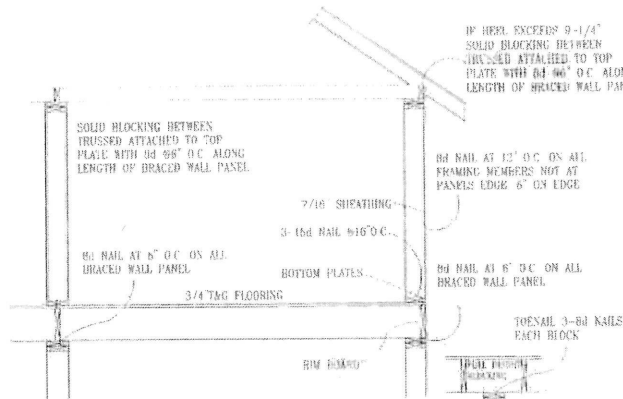 IF HEEL EXCEEDS 9-1/4"
SOLID BLOCKING BETWEEN
TRUSSED ATTACHED TO TOP
PLATE WITH 8d @6" O.C ALON
LENGTH OF BRACED WALL PAN
SOLID BLOCKING BETWEEN
TRUSSED ATTACHED TO TOP
PLATE WITH 8d @6" O.C ALONG
LENGTH OF BRACED WALL PANEL
8d NAIL AT 12" O.C ON ALL
FRAMING MEMBERS NOT AT
PANELS EDGE 6" ON EDGE
7/16" SHEATHING
3-16d NAIL @16"O.C.
8d NAIL AT 6" O.C ON ALL
BRACED WALL PANEL
BOTTOM PLATES
8d NAIL AT 6" O.C ON ALL
BRACED WALL PANEL
3/4"T&G FLOORING
TOENAIL 3-8d NAILS
EACH BLOCK
RIM BOARD
BLOCKING